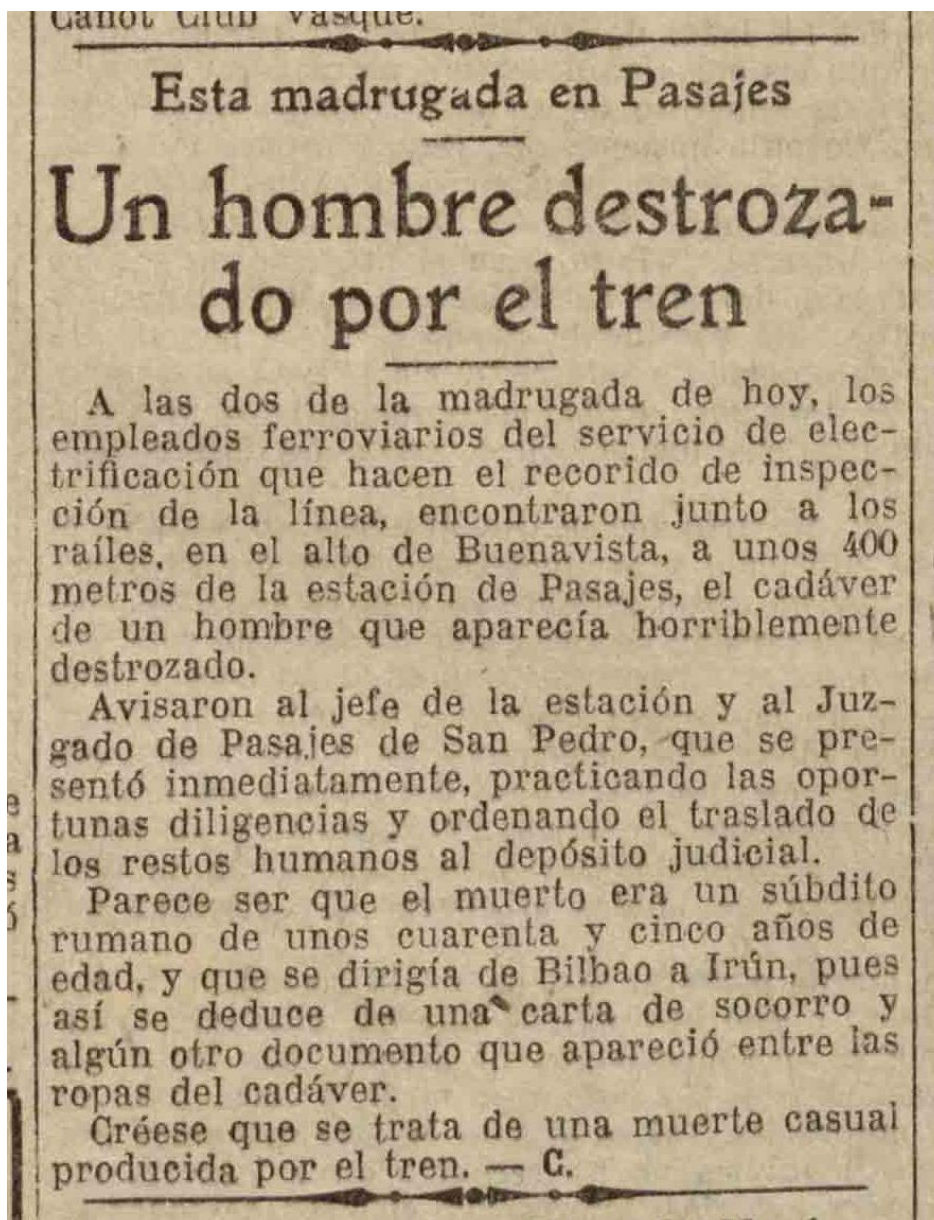 Canot Club Vasque.
Esta madrugada en Pasajes
Un hombre destroza-
do por el tren
A las dos de la madrugada de hoy, los
empleados ferroviarios del servicio de elec-
trificación que hacen el recorido de inspec-
ción de la línea, encontraron junto a los
raíles, en el alto de Buenavista, a unos 400
metros de la estación de Pasajes, el cadáver
de un hombre que aparecía horriblemente
destrozado.
Avisaron al jefe de la estación y al Juz-
gado de Pasajes de San Pedro, que se pre-
sentó inmediatamente, practicando las opor-
tunas diligencias y ordenando el traslado de
los restos humanos al depósito judicial.
Parece ser que el muerto era un súbdito
rumano de unos cuarenta y cinco años de
edad, y que se dirigía de Bilbao a Irún, pues
así se deduce de una carta de socorro y
algún otro documento que apareció entre las
ropas del cadáver.
Créese que se trata de una muerte casual
producida por el tren. — C.